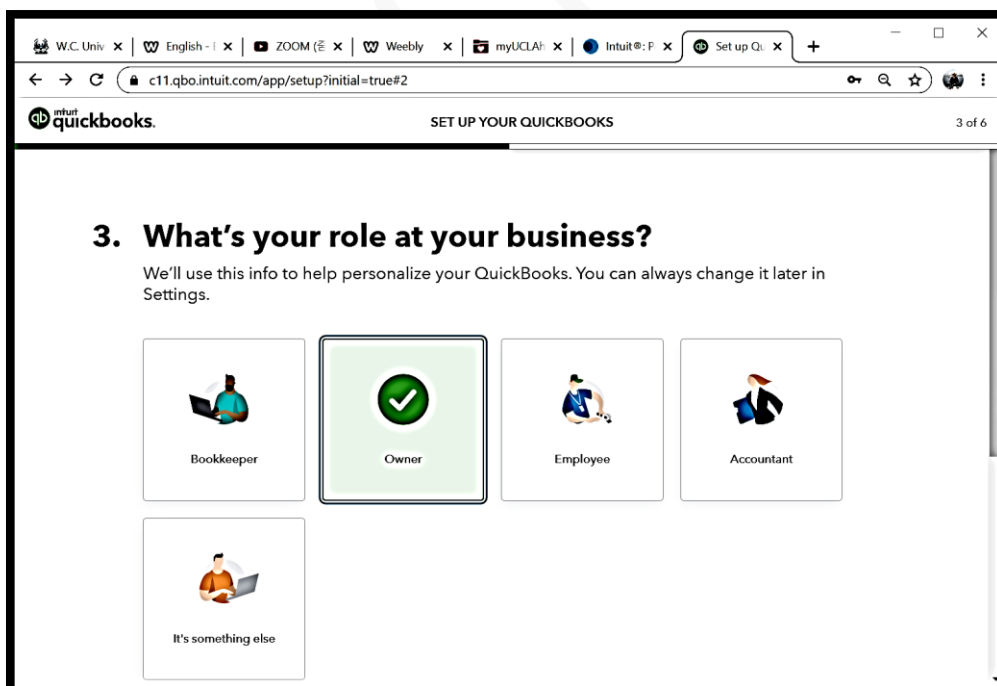 W.C. Univ English - I ZOOM (준 Weebly myUCLAh Intuit®: P Set up Qu
c11.qbo.intuit.com/app/setup?initial=true#2
qb intuit quickbooks. SET UP YOUR QUICKBOOKS 3 of 6
3. What's your role at your business?
We'll use this info to help personalize your QuickBooks. You can always change it later in
Settings.
Bookkeeper Owner Employee Accountant
It's something else